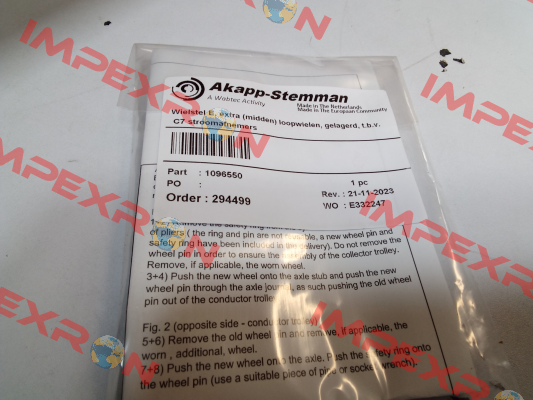 IMPEXRON
Akapp-Stemman
A Wabtec Activity
Made in The Netherlands
Made in The European Community
Wielstel E, extra (midden) loopwielen, gelagerd, t.b.v.
C7 stroomafnemers
Part : 1096550
1 pc
PO :
Rev. : 21-11-2023
Order : 294499
WO : E332247
Remove the safety ring
of pliers ( the ring and pin are not available, a new wheel pin and
safety ring have been included in the delivery). Do not remove the
wheel pin in order to ensure the assembly of the collector trolley.
Remove, if applicable, the worn wheel.
3+4) Push the new wheel onto the axle stub and push the new
wheel pin through the axle journal, as such pushing the old wheel
pin out of the conductor trolley
Fig. 2 (opposite side - conductor trolley)
5+6) Remove the old wheel pin and remove, if applicable, the
worn , additional, wheel.
7+8) Push the new wheel onto the axle. Push the safety ring onto
the wheel pin (use a suitable piece of pipe or socket wrench).
IMPEXRON
IMPEXRON